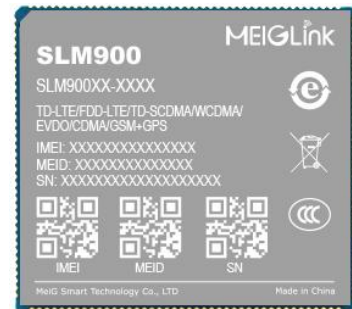 MEIGLink
SLM900
SLM900XX-XXXX
TD-LTE/FDD-LTE/TD-SCDMA/WCDMA/
EVDO/CDMA/GSM+GPS
IMEI: XXXXXXXXXXXXXXX
MEID: XXXXXXXXXXXXXX
SN: XXXXXXXXXXXXXXXXXXXX
IMEI MEID SN
MeiG Smart Technology Co., LTD Made in China